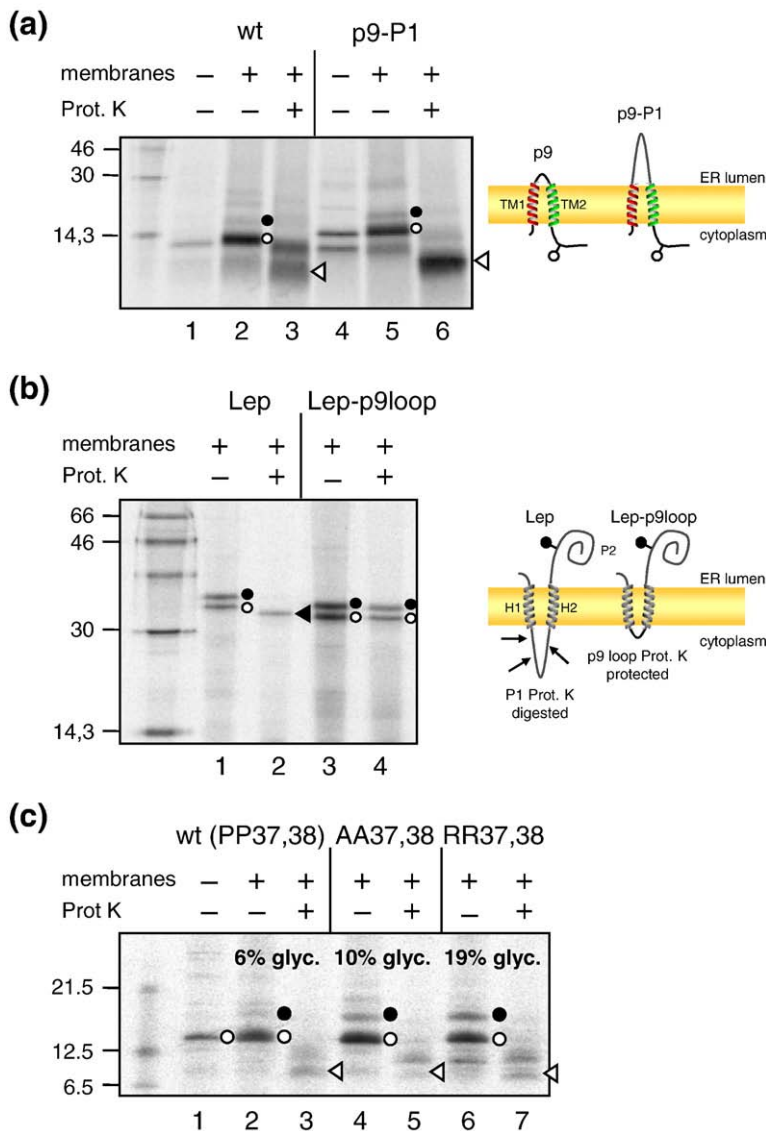 (a)
wt p9-P1
membranes – + + – + +
Prot. K – – + – – +
46
30
14,3
1 2 3 4 5 6
p9-P1
p9
ER lumen
TM1 TM2
cytoplasm
(b)
Lep Lep-p9loop
membranes + + + +
Prot. K – + – +
66
46
30
14,3
1 2 3 4
Lep Lep-p9loop
P2
ER lumen
H1 H2
cytoplasm
p9 loop Prot. K
protected
P1 Prot. K
digested
(c)
wt (PP37,38) AA37,38 RR37,38
membranes – + + + + + +
Prot K – – + – + – +
6% glyc. 10% glyc. 19% glyc.
21.5
12.5
6.5
1 2 3 4 5 6 7